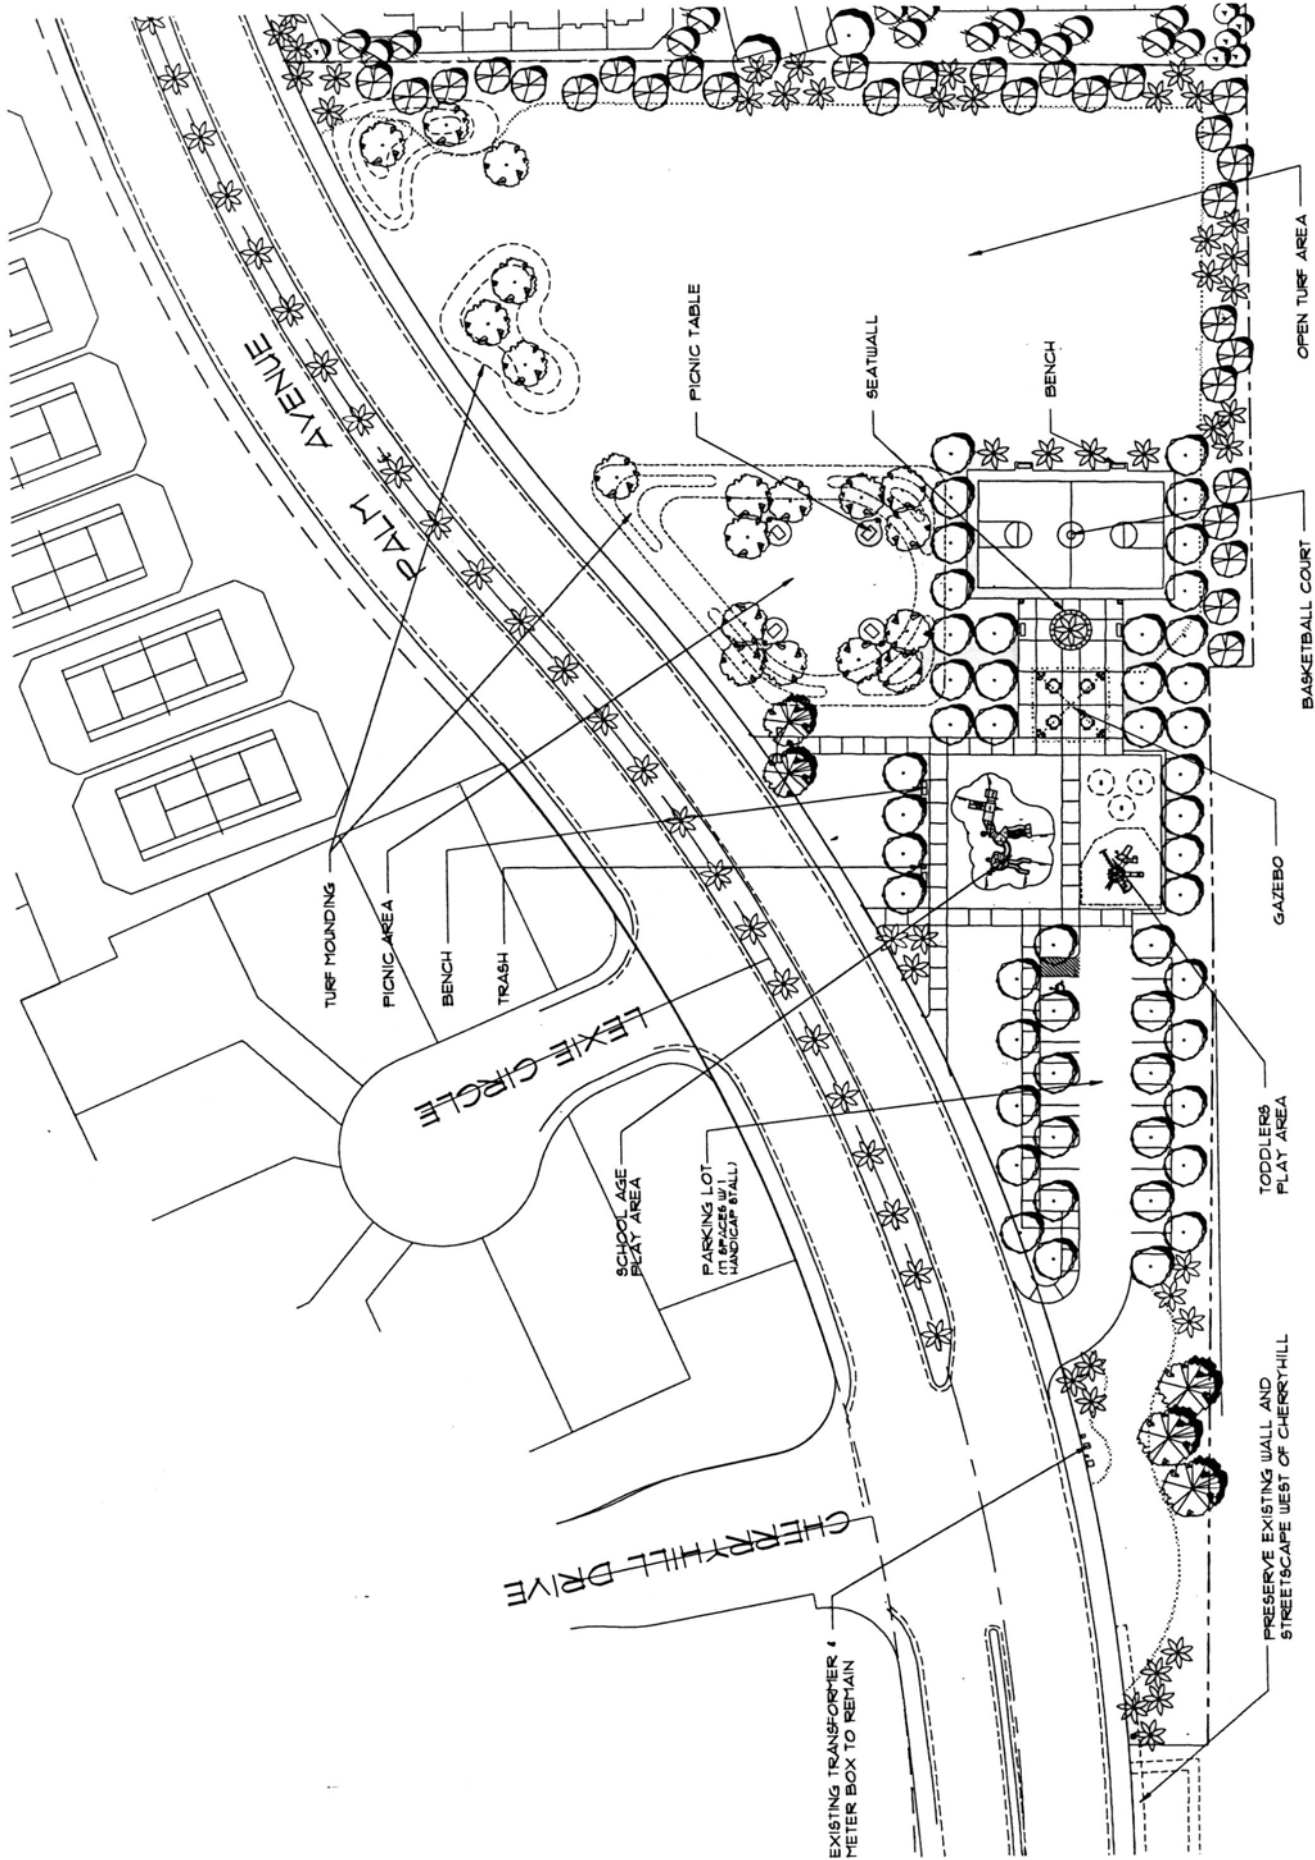 PALM AVENUE
LEXIE CIRCLE
CHERRYHILL DRIVE
EXISTING TRANSFORMER &
METER BOX TO REMAIN
SCHOOL AGE
PLAY AREA
PARKING LOT
(17 SPACES W/ 1
HANDICAP STALL)
TURF MOUNDING
PICNIC AREA
BENCH
TRASH
PICNIC TABLE
SEATWALL
BENCH
PRESERVE EXISTING WALL AND
STREETSCAPE WEST OF CHERRYHILL
TODDLERS
PLAY AREA
GAZEBO
BASKETBALL COURT
OPEN TURF AREA